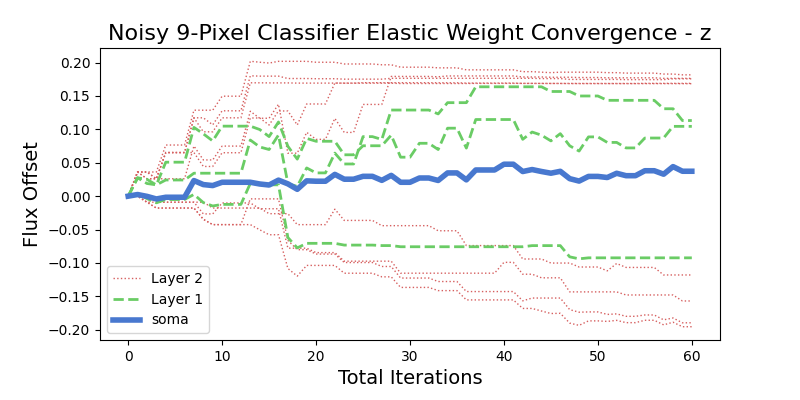 Noisy 9-Pixel Classifier Elastic Weight Convergence - z
0.20
0.15
0.10
0.05
0.00
−0.05
−0.10
−0.15
−0.20
Flux Offset
Layer 2
Layer 1
soma
0
10
20
30
40
50
60
Total Iterations